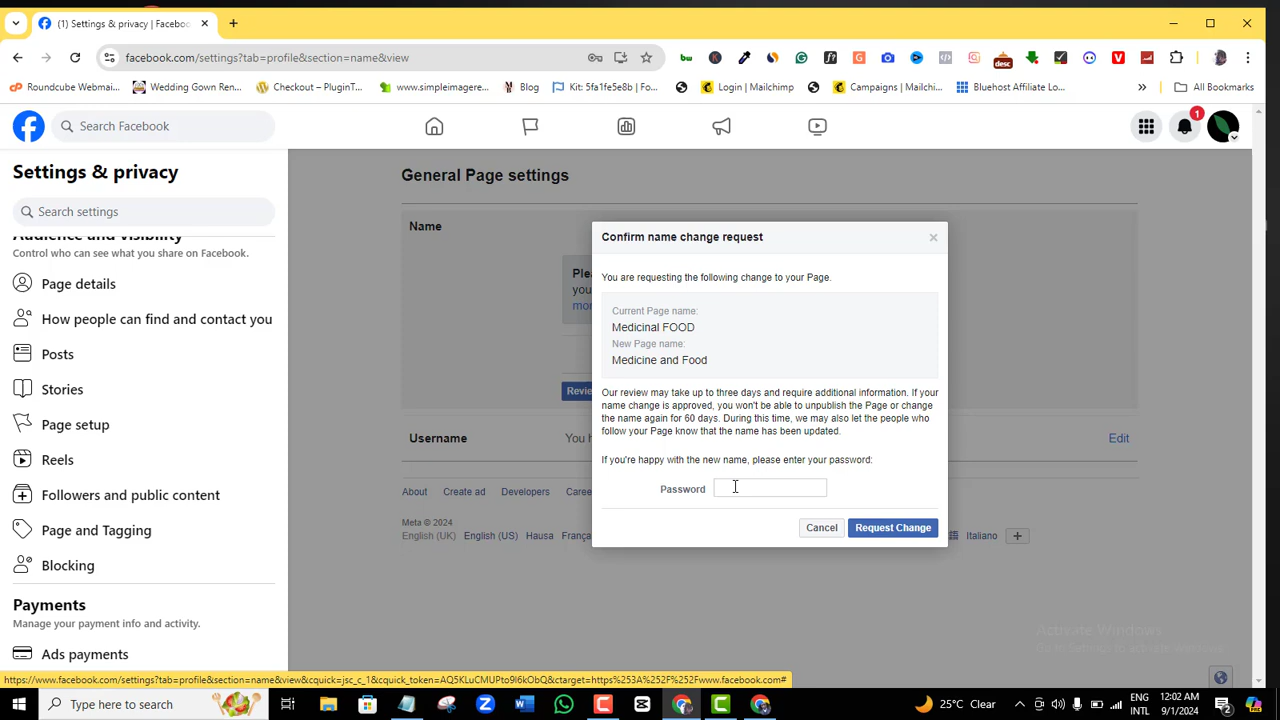 (1) Settings & privacy | Faceboo
facebook.com/settings?tab=profile&section=name&view
Roundcube Webmai...
Wedding Gown Ren...
Checkout – PluginT...
www.simpleimagere...
Blog
Kit: 5fa1fe5e8b | Fo...
Login | Mailchimp
Campaigns | Mailchi...
Bluehost Affiliate Lo...
»
All Bookmarks
desc
Search Facebook
1
Settings & privacy
Search settings
Audience and visibility
Control who can see what you share on Facebook.
Page details
How people can find and contact you
Posts
Stories
Page setup
Reels
Followers and public content
Page and Tagging
Blocking
Payments
Manage your payment info and activity.
Ads payments
General Page settings
Name
Plea
you
mor
Revie
Username
You h
Edit
About
Create ad
Developers
Caree
Meta © 2024
English (UK)
English (US)
Hausa
França
Italiano
Confirm name change request
You are requesting the following change to your Page.
Current Page name:
Medicinal FOOD
New Page name:
Medicine and Food
Our review may take up to three days and require additional information. If your
name change is approved, you won't be able to unpublish the Page or change
the name again for 60 days. During this time, we may also let the people who
follow your Page know that the name has been updated.
If you're happy with the new name, please enter your password:
Password
Cancel
Request Change
Activate Windows
https://www.facebook.com/settings?tab=profile&section=name&view&cquick=jsc_c_1&cquick_token=AQ5KLuCMUPto9I6kObQ&ctarget=https%253A%252F%252Fwww.facebook.com#
Type here to search
25°C Clear
ENG
INTL
12:02 AM
9/1/2024
2